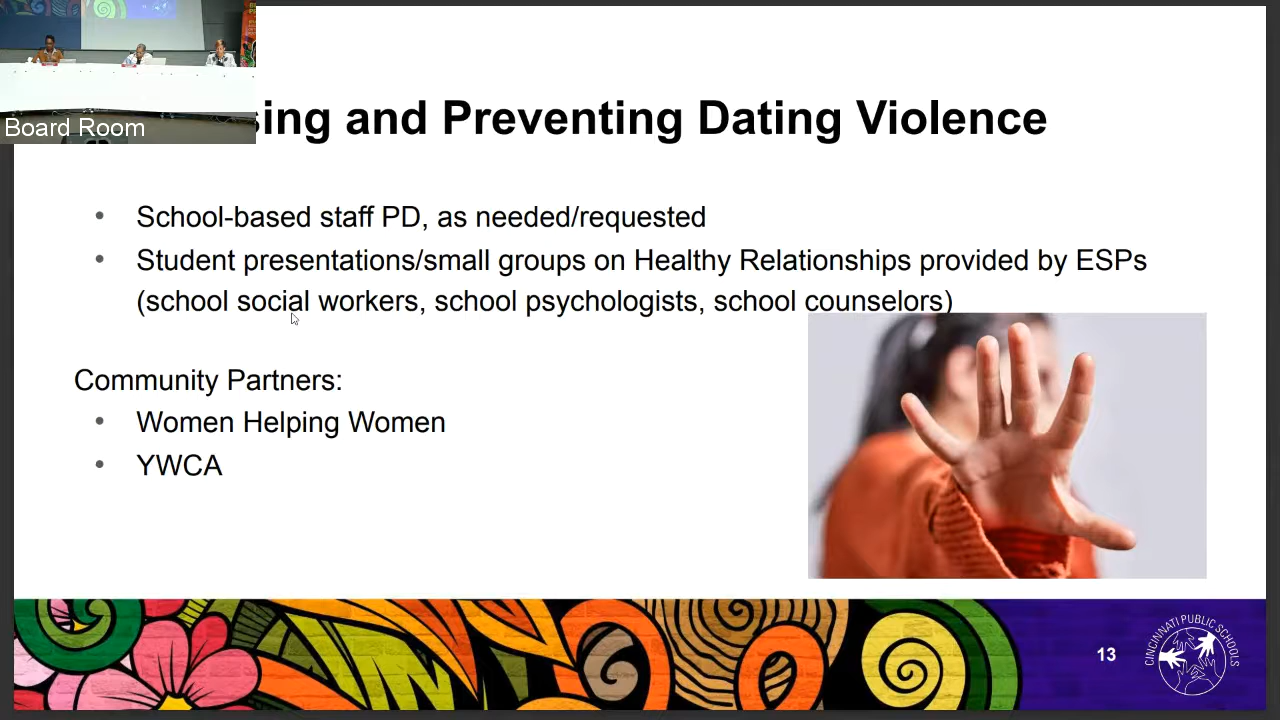 Board Room
and Preventing Dating Violence
School-based staff PD, as needed/requested
Student presentations/small groups on Healthy Relationships provided by ESPs
(school social workers, school psychologists, school counselors)
Community Partners:
Women Helping Women
YWCA
13
CINCINNATI PUBLIC SCHOOLS